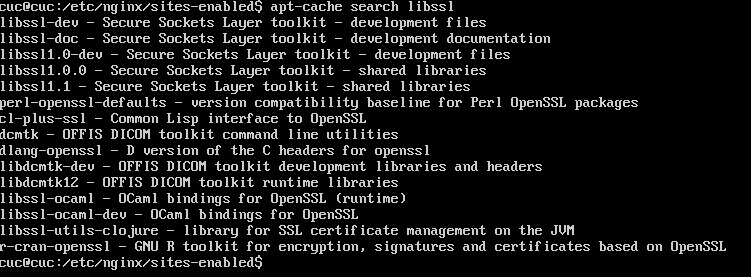 cuc@cuc:/etc/nginx/sites-enabled$ apt-cache search libssl
libssl-dev - Secure Sockets Layer toolkit - development files
libssl-doc - Secure Sockets Layer toolkit - development documentation
libssl1.0-dev - Secure Sockets Layer toolkit - development files
libssl1.0.0 - Secure Sockets Layer toolkit - shared libraries
libssl1.1 - Secure Sockets Layer toolkit - shared libraries
perl-openssl-defaults - version compatibility baseline for Perl OpenSSL packages
cl-plus-ssl - Common Lisp interface to OpenSSL
dcmtk - OFFIS DICOM toolkit command line utilities
dlang-openssl - D version of the C headers for openssl
libdcmtk-dev - OFFIS DICOM toolkit development libraries and headers
libdcmtk12 - OFFIS DICOM toolkit runtime libraries
libssl-ocaml - OCaml bindings for OpenSSL (runtime)
libssl-ocaml-dev - OCaml bindings for OpenSSL
libssl-utils-clojure - library for SSL certificate management on the JVM
r-cran-openssl - GNU R toolkit for encryption, signatures and certificates based on OpenSSL
cuc@cuc:/etc/nginx/sites-enabled$